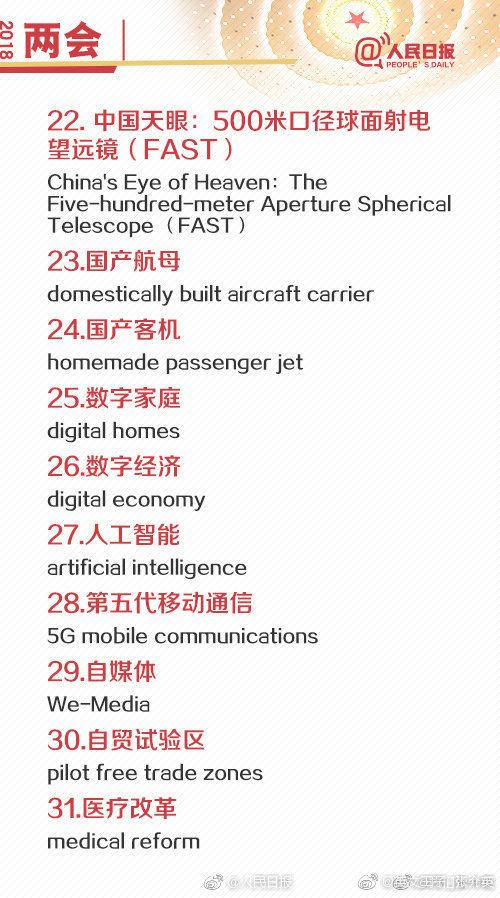 2018
两会
@人民日报
PEOPLE'S DAILY
22. 中国天眼：500米口径球面射电
望远镜（FAST）
China's Eye of Heaven：The
Five-hundred-meter Aperture Spherical
Telescope（FAST）
23.国产航母
domestically built aircraft carrier
24.国产客机
homemade passenger jet
25.数字家庭
digital homes
26.数字经济
digital economy
27.人工智能
artificial intelligence
28.第五代移动通信
5G mobile communications
29.自媒体
We-Media
30.自贸试验区
pilot free trade zones
31.医疗改革
medical reform
@人民日报